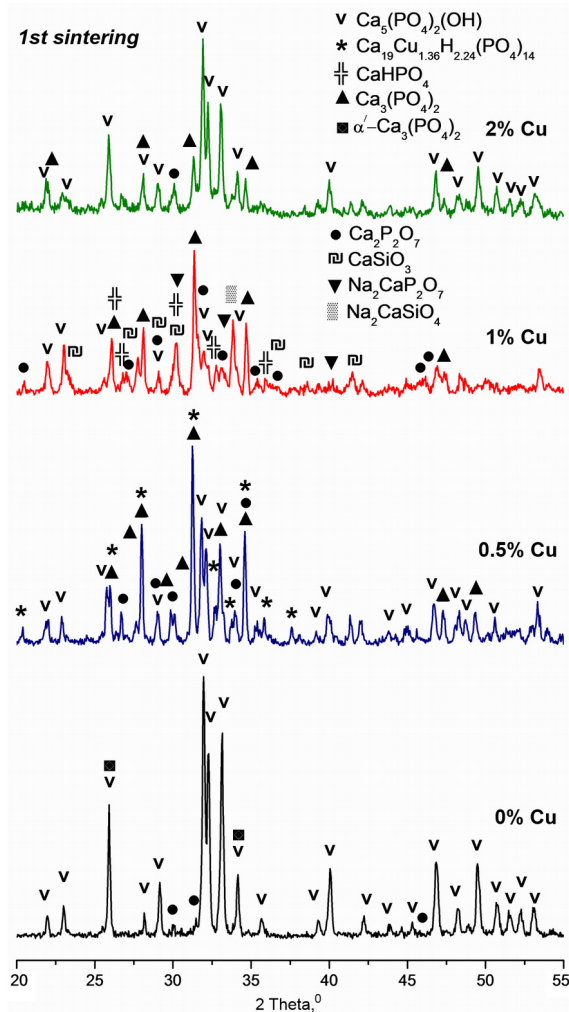 1st sintering
v Ca₅(PO₄)₂(OH)
* Ca₁₉Cu₁.₃₆H₂.₂₄(PO₄)₁₄
╬ CaHPO₄
▲ Ca₃(PO₄)₂
◙ α′–Ca₃(PO₄)₂
2% Cu
● Ca₂P₂O₇
₪ CaSiO₃
▼ Na₂CaP₂O₇
▒ Na₂CaSiO₄
1% Cu
0.5% Cu
0% Cu
20 25 30 35 40 45 50 55
2 Theta,⁰